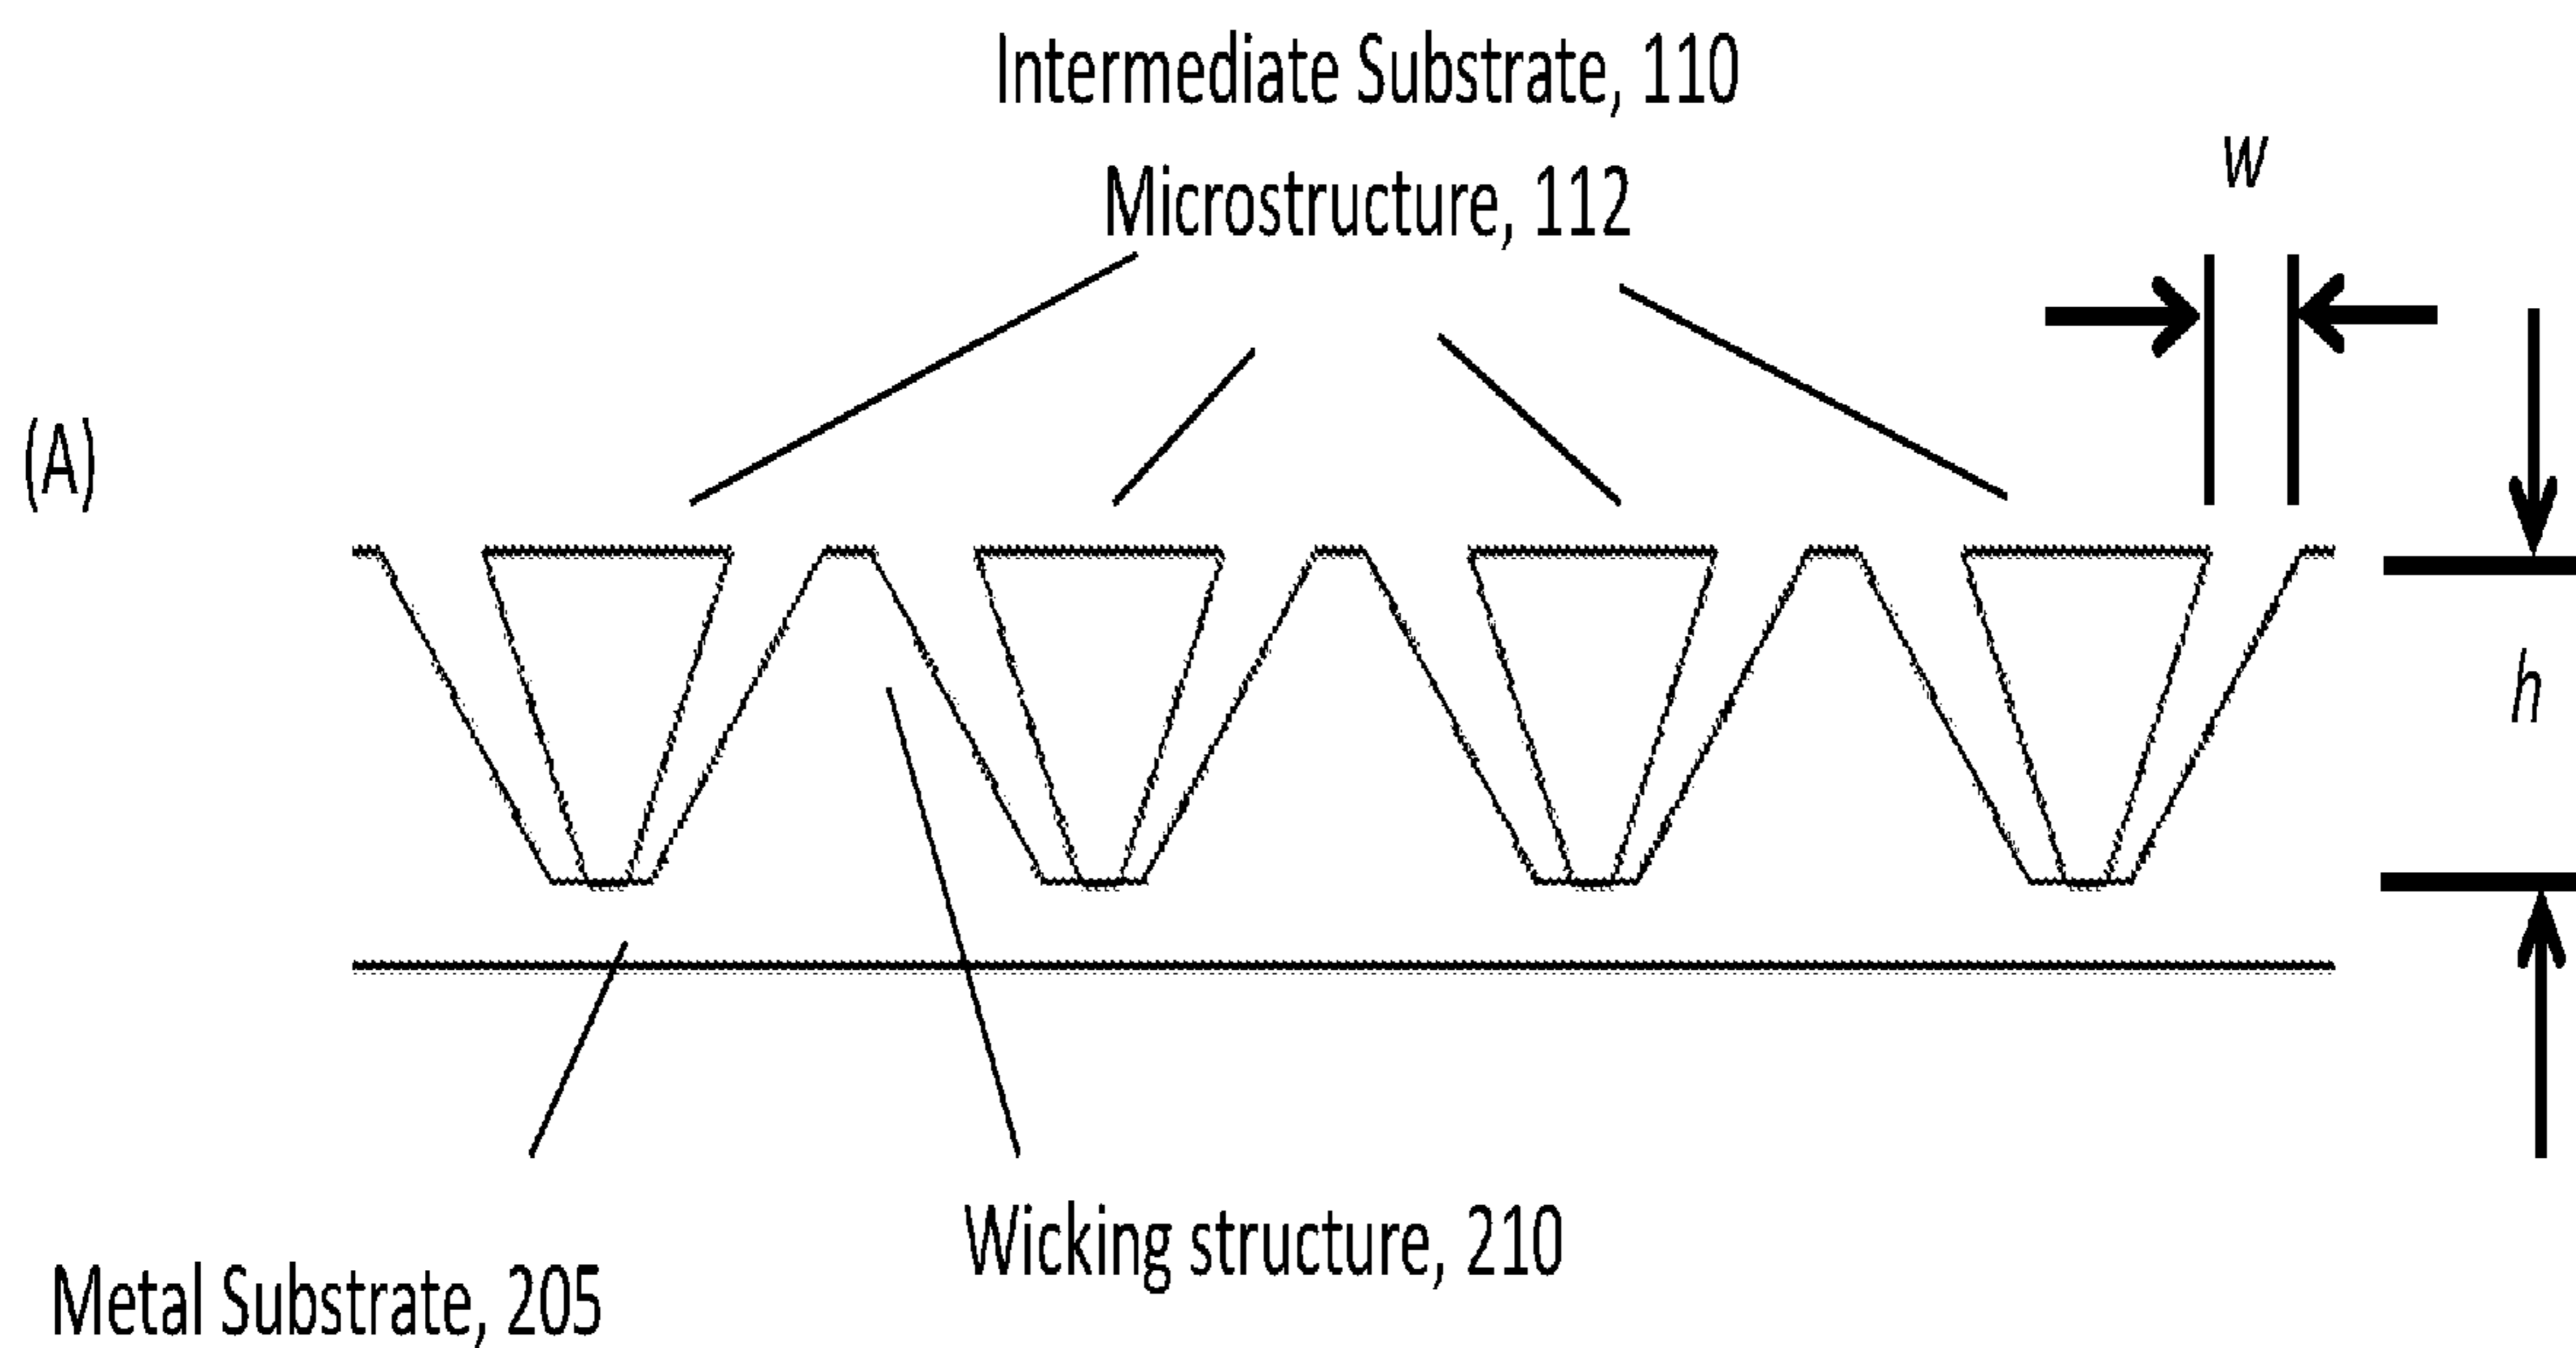 Intermediate Substrate, 110
Microstructure, 112
w
(A)
h
Wicking structure, 210
Metal Substrate, 205